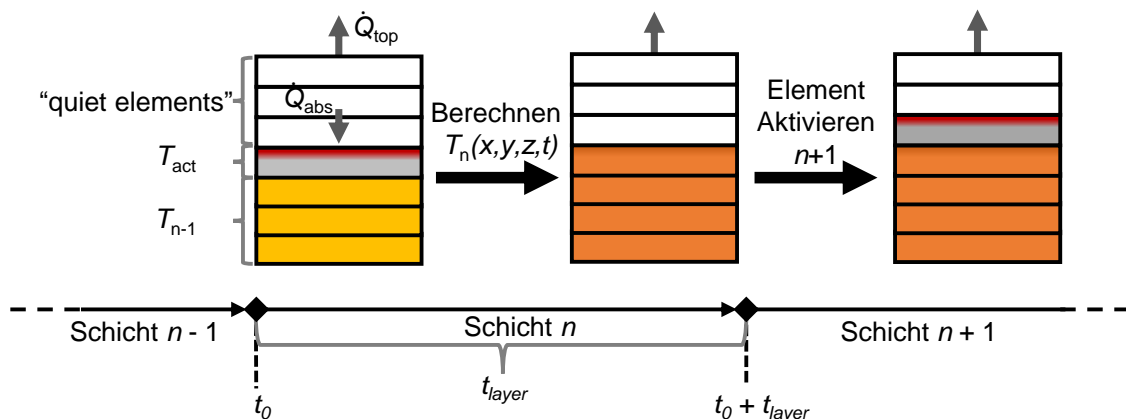 Q̇top
“quiet elements”
Q̇abs
Tact
Tn-1
Berechnen
Tn(x,y,z,t)
Element
Aktivieren
n+1
Schicht n - 1
Schicht n
Schicht n + 1
tlayer
t0
t0 + tlayer